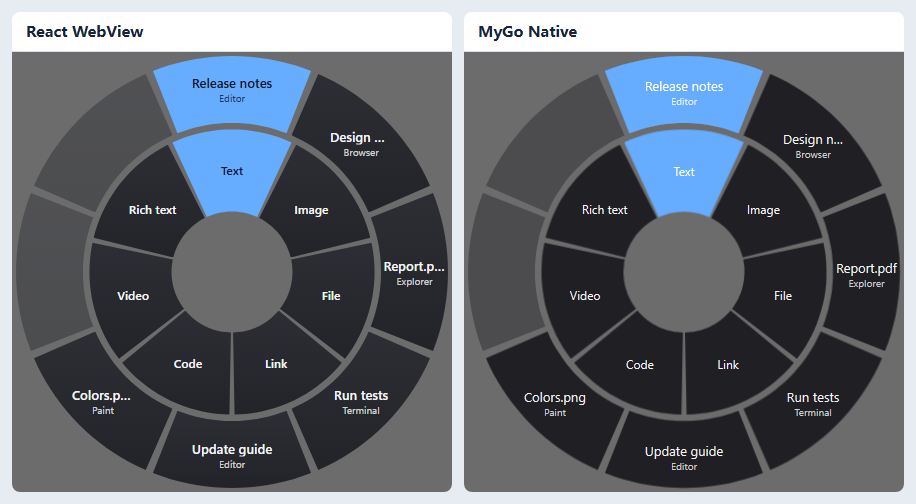 React WebView
Release notes
Editor
Design ...
Browser
Text
Rich text
Image
Report.p...
Explorer
Video
File
Code
Link
Colors.p...
Paint
Run tests
Terminal
Update guide
Editor
MyGo Native
Release notes
Editor
Design n...
Browser
Text
Rich text
Image
Report.pdf
Explorer
Video
File
Code
Link
Colors.png
Paint
Run tests
Terminal
Update guide
Editor